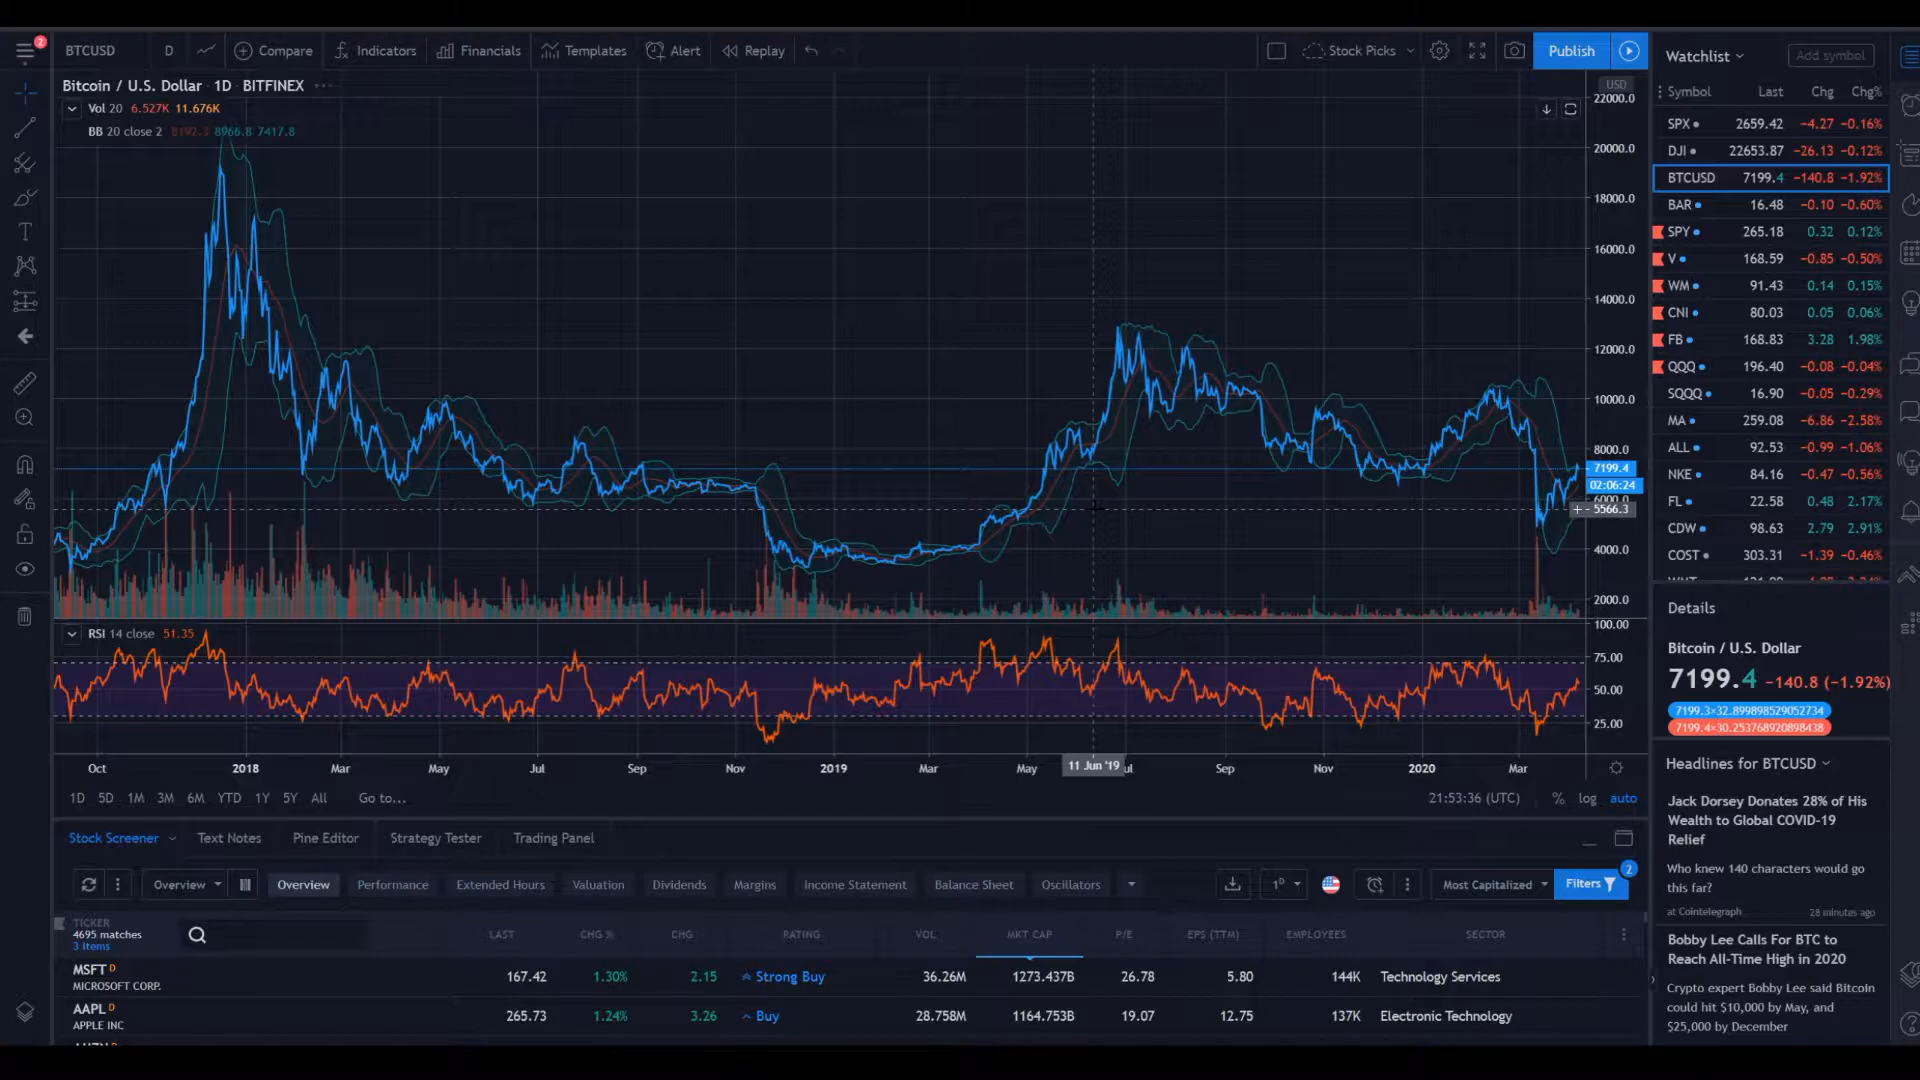 2
BTCUSD D Compare Indicators Financials Templates Alert Replay Stock Picks Publish
Bitcoin / U.S. Dollar · 1D · BITFINEX
Vol 20 6.527K 11.676K
BB 20 close 2 8192.3 8966.8 7417.8
USD
22000.0
20000.0
18000.0
16000.0
14000.0
12000.0
10000.0
8000.0
7199.4
02:06:24
6000.0
5566.3
4000.0
2000.0
RSI 14 close 51.35
100.00
75.00
50.00
25.00
Oct 2018 Mar May Jul Sep Nov 2019 Mar May 11 Jun '19 Sep Nov 2020 Mar
1D 5D 1M 3M 6M YTD 1Y 5Y All Go to... 21:53:36 (UTC) % log auto
Stock Screener Text Notes Pine Editor Strategy Tester Trading Panel
2
Overview Overview Performance Extended Hours Valuation Dividends Margins Income Statement Balance Sheet Oscillators 1D Most Capitalized Filters
TICKER LAST CHG % CHG RATING VOL MKT CAP P/E EPS (TTM) EMPLOYEES SECTOR
4695 matches
3 Items
MSFT D 167.42 1.30% 2.15 Strong Buy 36.26M 1273.437B 26.78 5.80 144K Technology Services
MICROSOFT CORP.
AAPL D 265.73 1.24% 3.26 Buy 28.758M 1164.753B 19.07 12.75 137K Electronic Technology
APPLE INC
Watchlist Add symbol
Symbol Last Chg Chg%
SPX 2659.42 −4.27 −0.16%
DJI 22653.87 −26.13 −0.12%
BTCUSD 7199.4 −140.8 −1.92%
BAR 16.48 −0.10 −0.60%
SPY 265.18 0.32 0.12%
V 168.59 −0.85 −0.50%
WM 91.43 0.14 0.15%
CNI 80.03 0.05 0.06%
FB 168.83 3.28 1.98%
QQQ 196.40 −0.08 −0.04%
SQQQ 16.90 −0.05 −0.29%
MA 259.08 −6.86 −2.58%
ALL 92.53 −0.99 −1.06%
NKE 84.16 −0.47 −0.56%
FL 22.58 0.48 2.17%
CDW 98.63 2.79 2.91%
COST 303.31 −1.39 −0.46%
Details
Bitcoin / U.S. Dollar
7199.4 −140.8 (−1.92%)
7199.3×32.899898529052734
7199.4×30.253768920898438
Headlines for BTCUSD
Jack Dorsey Donates 28% of His
Wealth to Global COVID-19
Relief
Who knew 140 characters would go
this far?
at Cointelegraph 28 minutes ago
Bobby Lee Calls For BTC to
Reach All-Time High in 2020
Crypto expert Bobby Lee said Bitcoin
could hit $10,000 by May, and
$25,000 by December